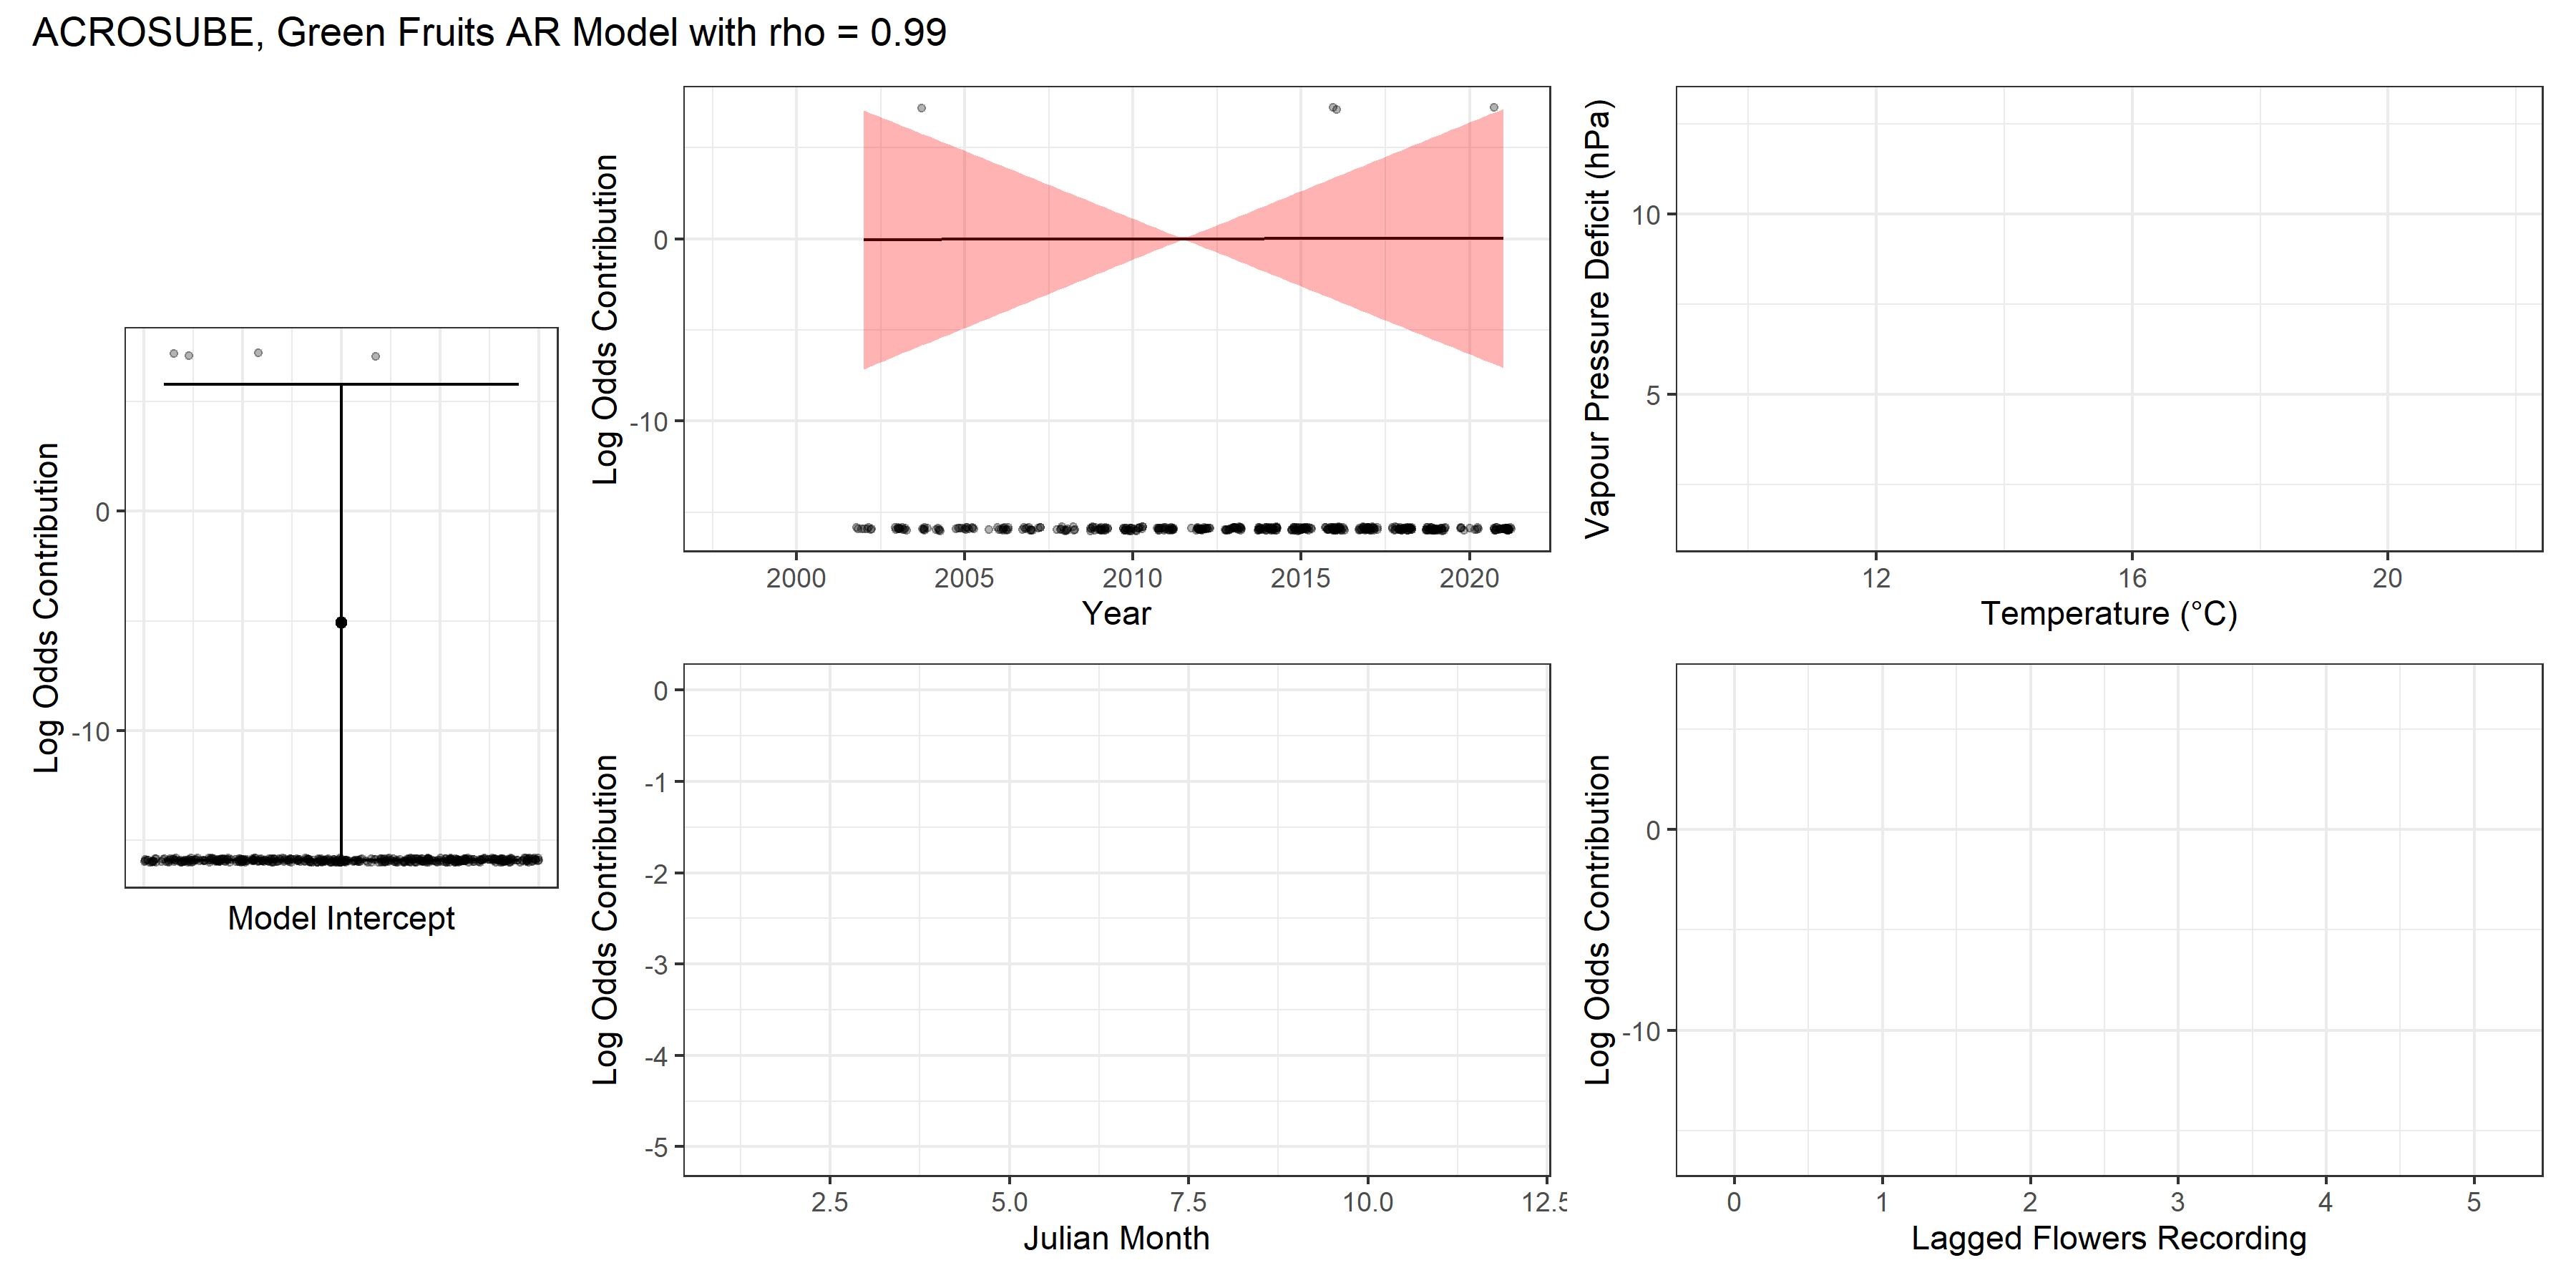 ACROSUBE, Green Fruits AR Model with rho = 0.99
Log Odds Contribution
0
-10
Model Intercept
Log Odds Contribution
0
-10
2000 2005 2010 2015 2020
Year
Vapour Pressure Deficit (hPa)
10
5
12 16 20
Temperature (°C)
Log Odds Contribution
0
-1
-2
-3
-4
-5
2.5 5.0 7.5 10.0 12.5
Julian Month
Log Odds Contribution
0
-10
0 1 2 3 4 5
Lagged Flowers Recording